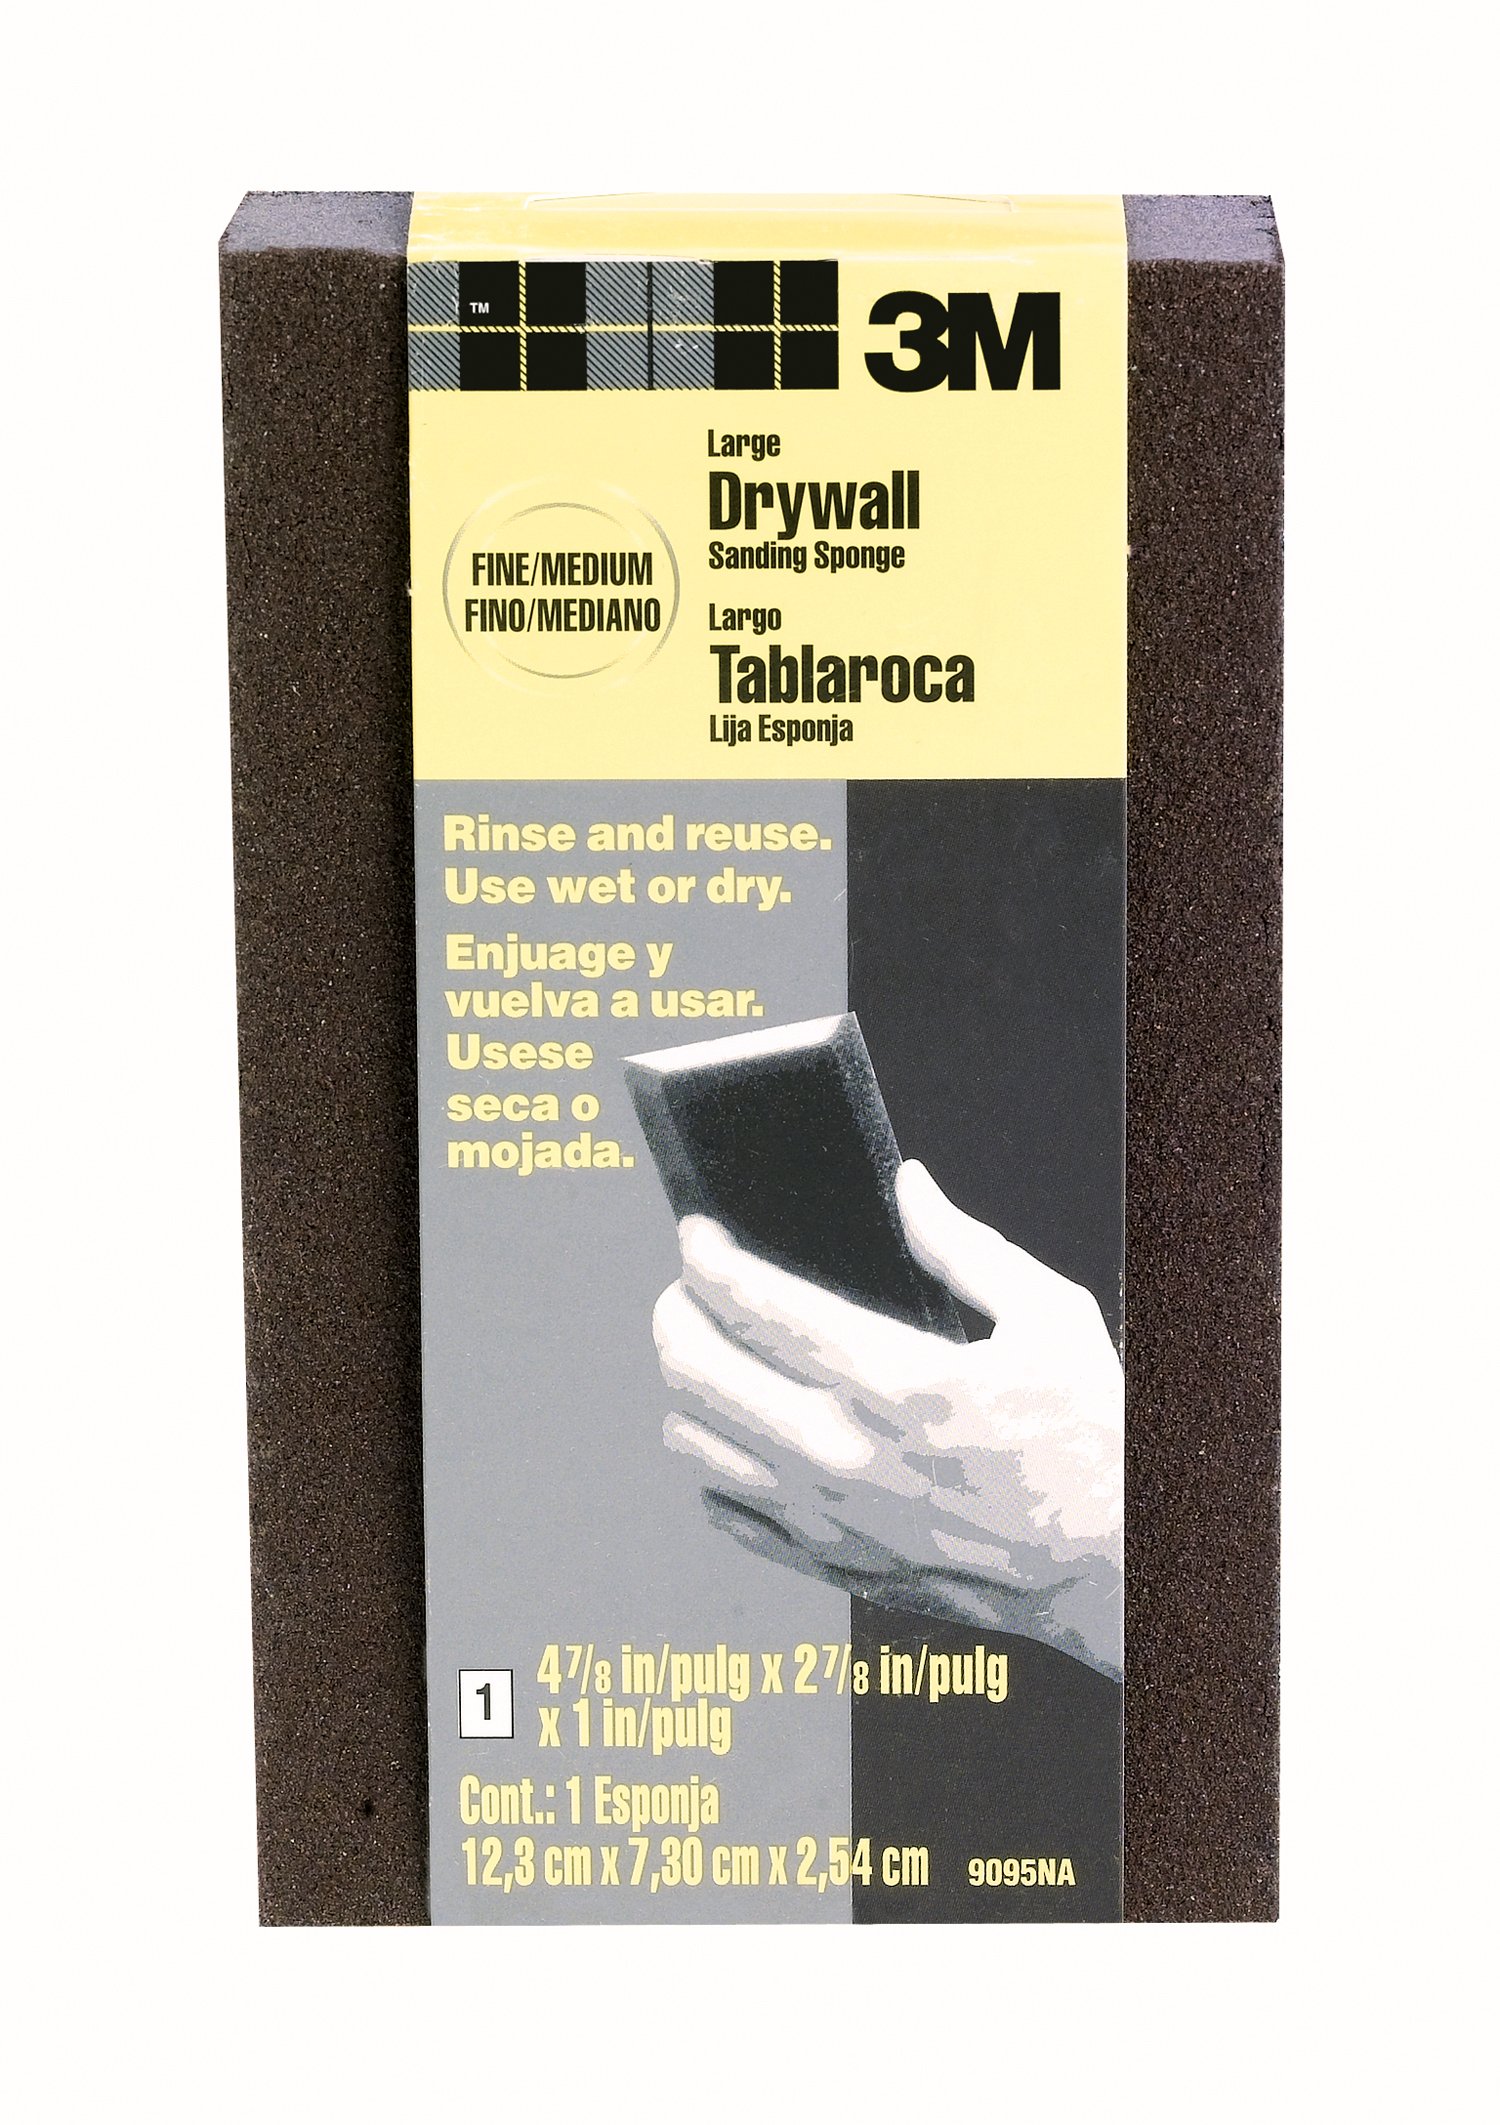 ™
3M
Large
Drywall
Sanding Sponge
FINE/MEDIUM
FINO/MEDIANO
Largo
Tablaroca
Lija Esponja
Rinse and reuse.
Use wet or dry.
Enjuage y
vuelva a usar.
Usese
seca o
mojada.
1
4 7/8 in/pulg x 2 7/8 in/pulg
x 1 in/pulg
Cont.: 1 Esponja
12,3 cm x 7,30 cm x 2,54 cm
9095NA